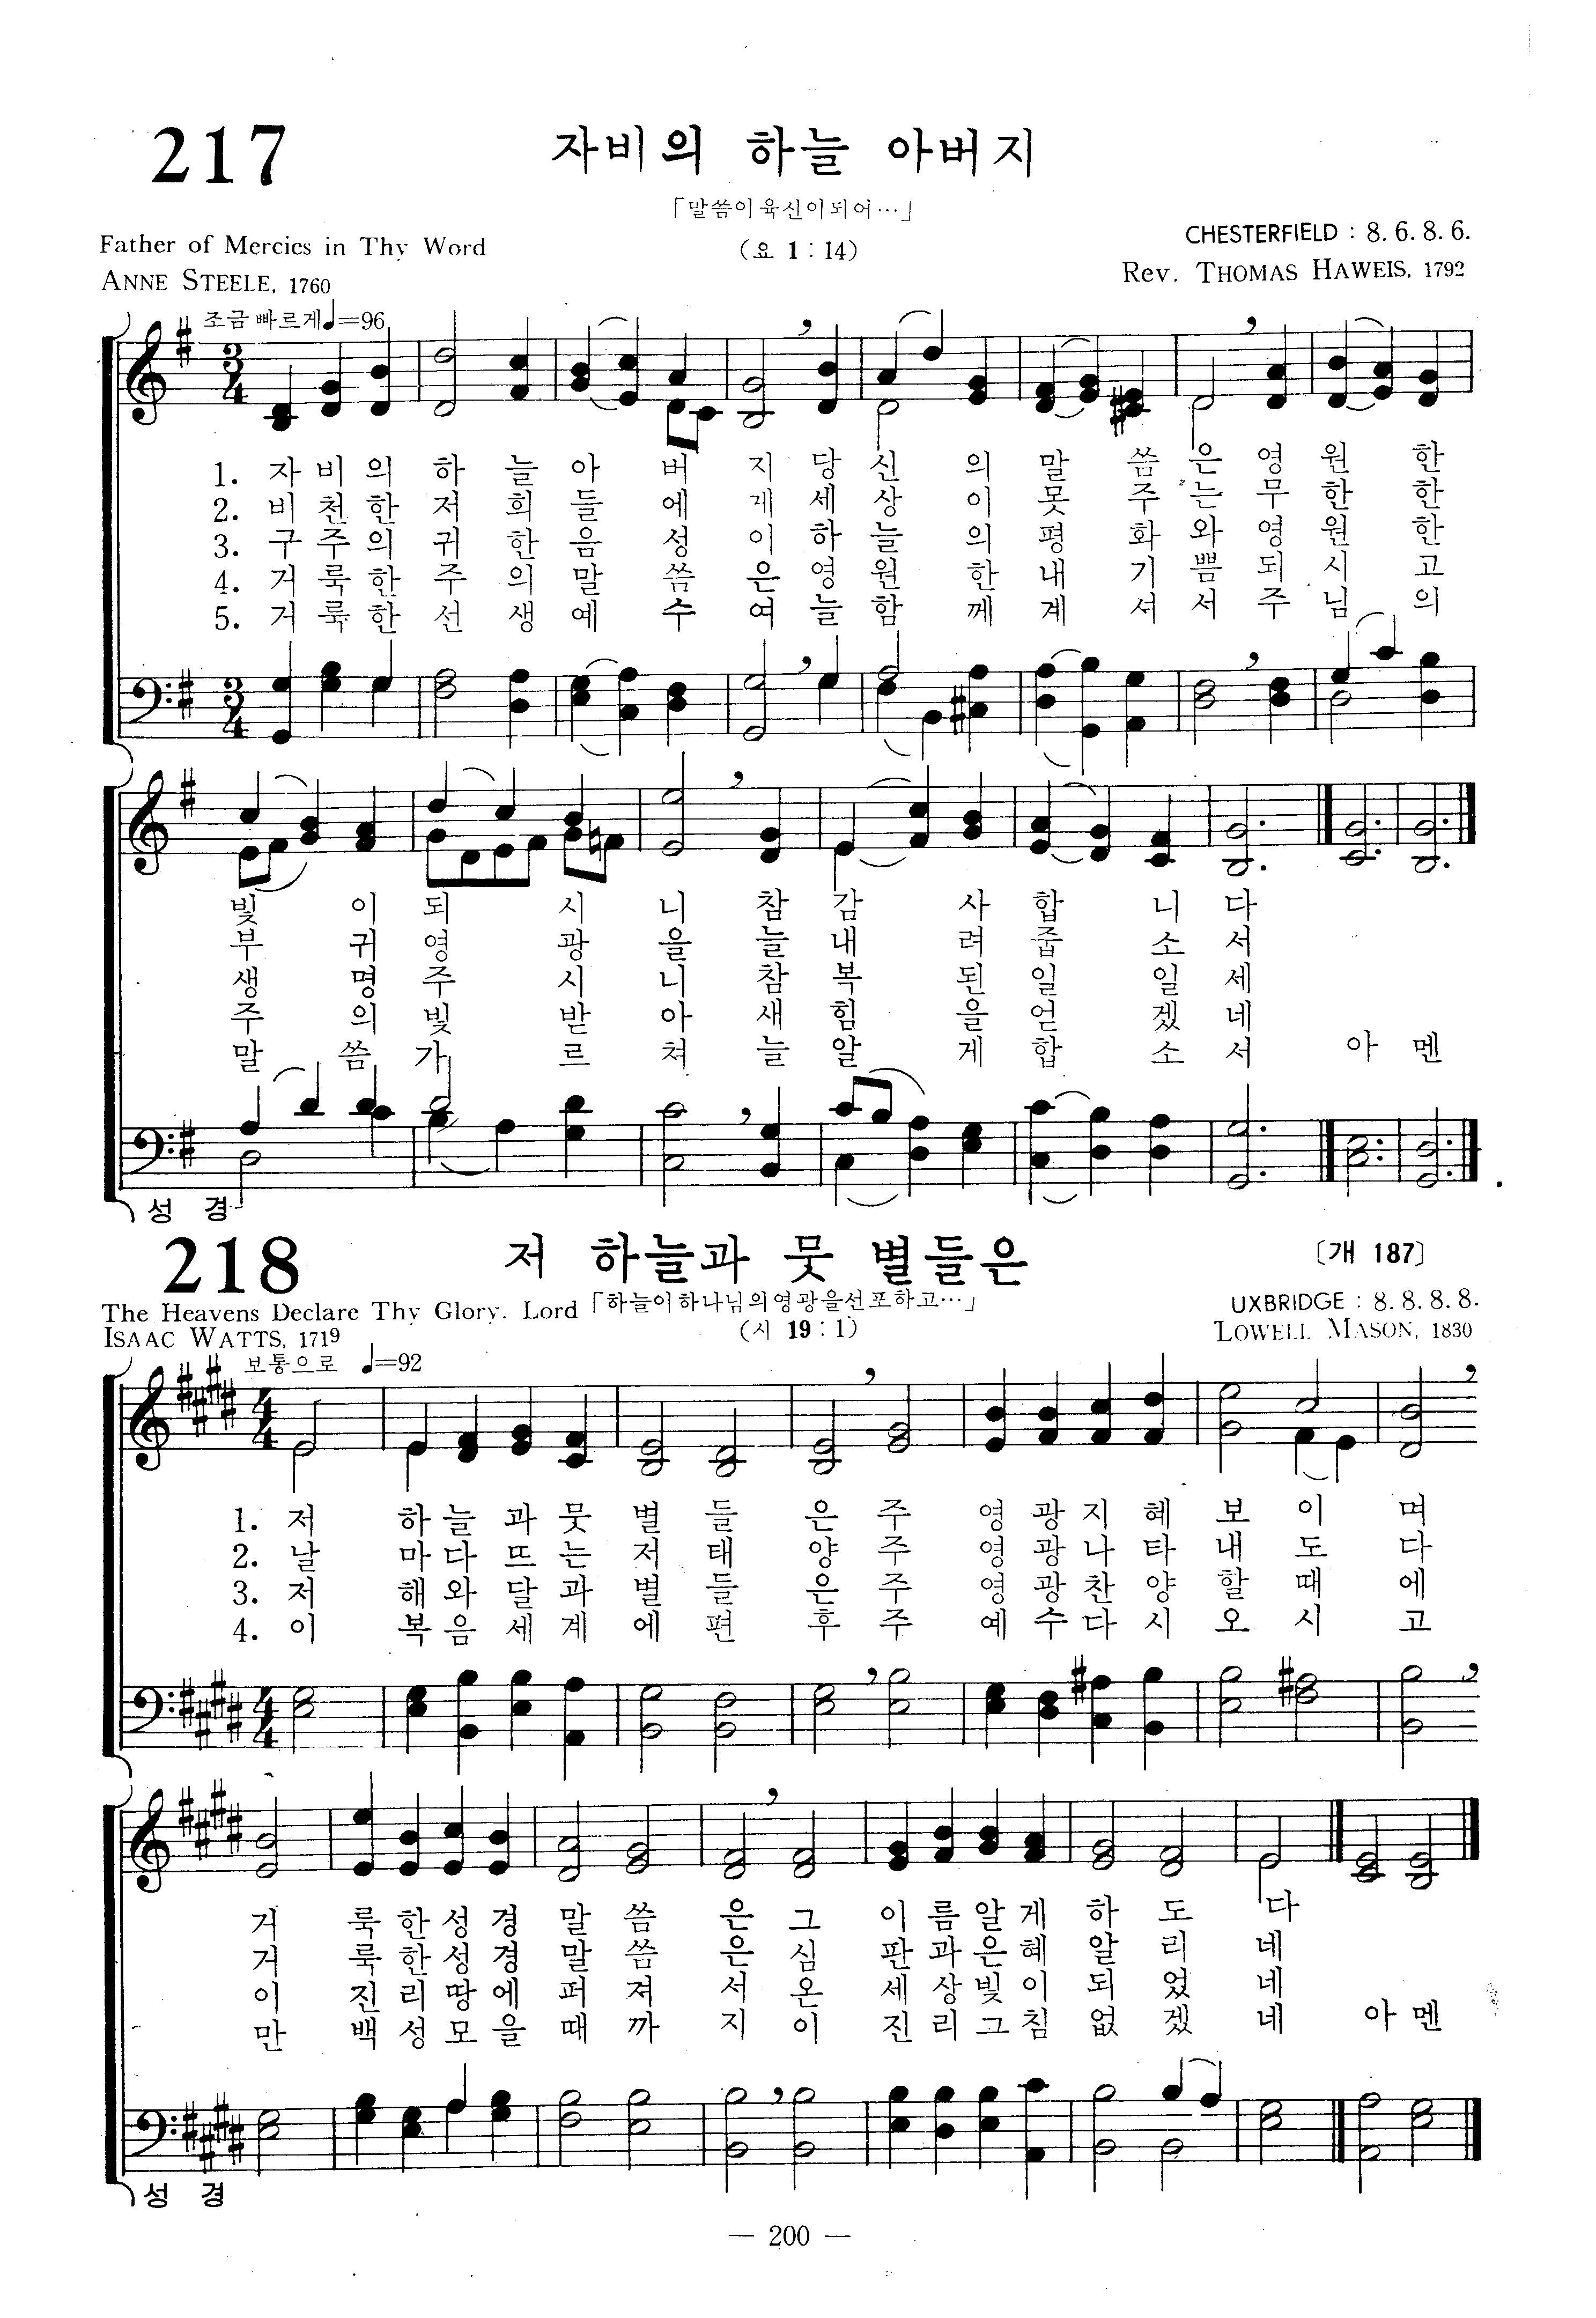 217
자비의 하늘 아버지
「말씀이육신이되어…」
Father of Mercies in Thy Word
(요 1 : 14)
CHESTERFIELD : 8. 6. 8. 6.
ANNE STEELE, 1760
Rev. THOMAS HAWEIS, 1792
조금 빠르게♩=96
1. 자 비 의 하 늘 아 버 지 당 신 의 말 씀 은 영 원 한
2. 비 천 한 저 희 들 에 게 세 상 이 못 주 는 무 한 한
3. 구 주 의 귀 한 음 성 이 하 늘 의 평 화 와 영 원 한
4. 거 룩 한 주 의 말 씀 은 영 원 한 내 기 쁨 되 시 고
5. 거 룩 한 선 생 예 수 여 늘 함 께 계 셔 서 주 님 의
빛 이 되 시 니 참 감 사 합 니 다
부 귀 영 광 을 늘 내 려 줍 소 서
생 명 주 시 니 참 복 된 일 일 세
주 의 빛 받 아 새 힘 을 얻 겠 네
말 씀 가 르 쳐 늘 알 게 합 소 서 아 멘
성 경
218
저 하늘과 뭇 별들은
〔개 187〕
The Heavens Declare Thy Glory. Lord
「하늘이하나님의영광을선포하고…」
UXBRIDGE : 8. 8. 8. 8.
ISAAC WATTS, 1719
(시 19 : 1)
LOWELL MASON, 1830
보통으로 ♩=92
1. 저 하 늘 과 뭇 별 들 은 주 영 광 지 혜 보 이 며
2. 날 마 다 뜨 는 저 태 양 주 영 광 나 타 내 도 다
3. 저 해 와 달 과 별 들 은 주 영 광 찬 양 할 때 에
4. 이 복 음 세 계 에 편 후 주 예 수 다 시 오 시 고
거 룩 한 성 경 말 씀 은 그 이 름 알 게 하 도 다
거 룩 한 성 경 말 씀 은 심 판 과 은 혜 알 리 네
이 진 리 땅 에 퍼 져 서 온 세 상 빛 이 되 었 네
만 백 성 모 을 때 까 지 이 진 리 그 침 없 겠 네 아 멘
성 경
— 200 —